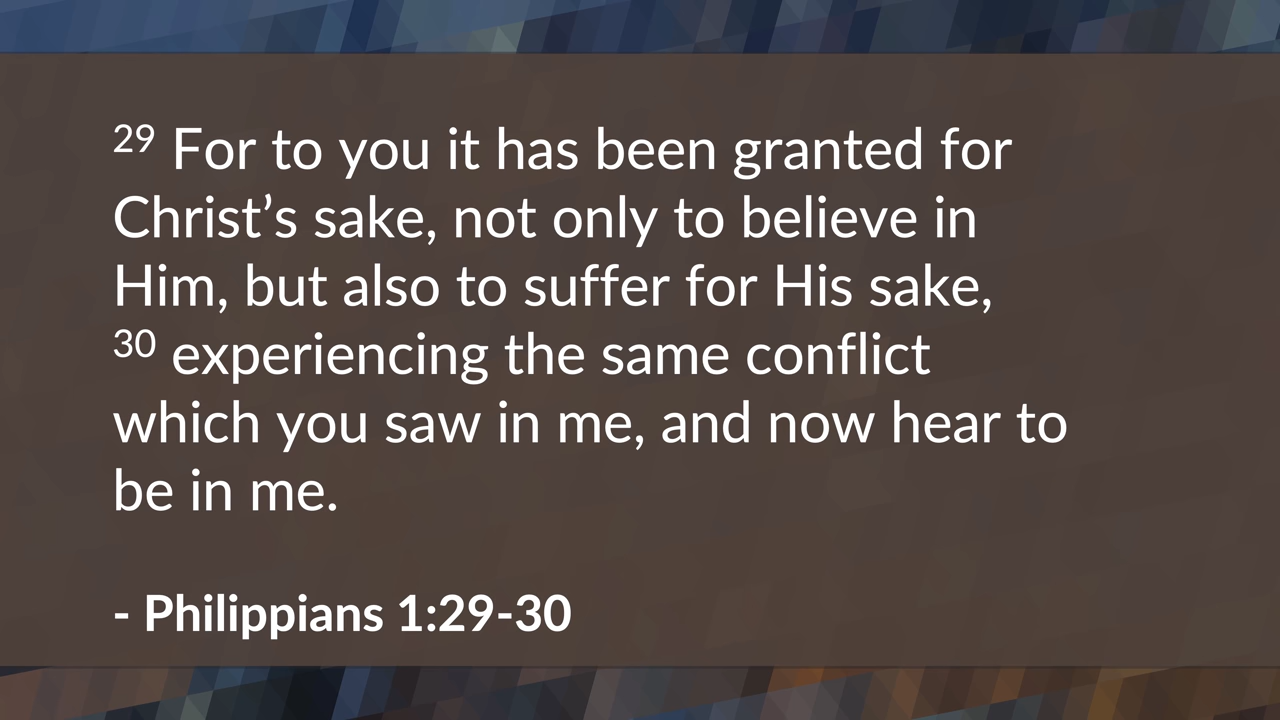 29 For to you it has been granted for
Christ’s sake, not only to believe in
Him, but also to suffer for His sake,
30 experiencing the same conflict
which you saw in me, and now hear to
be in me.
- Philippians 1:29-30